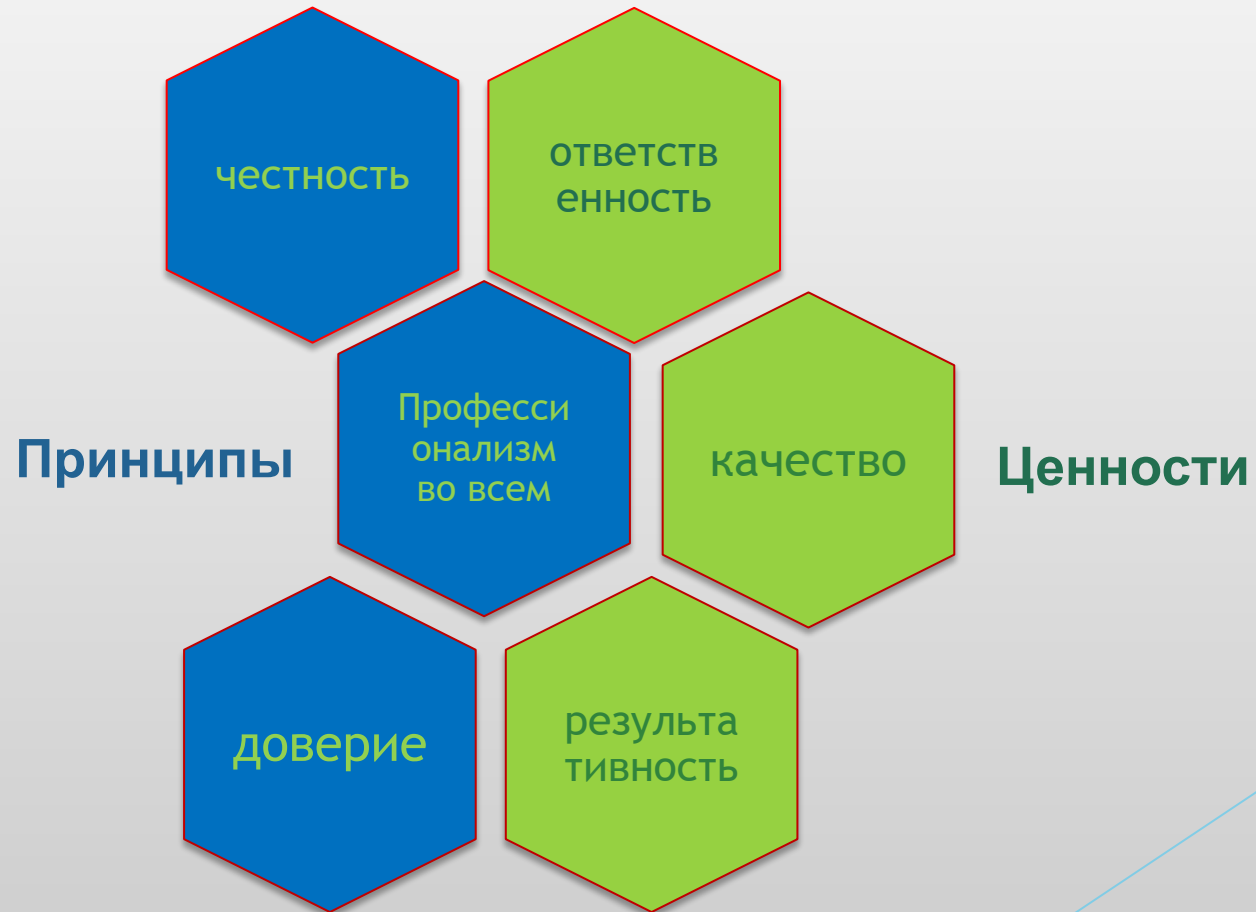 честность
ответств
енность
Принципы
Професси
онализм
во всем
качество
Ценности
доверие
результа
тивность